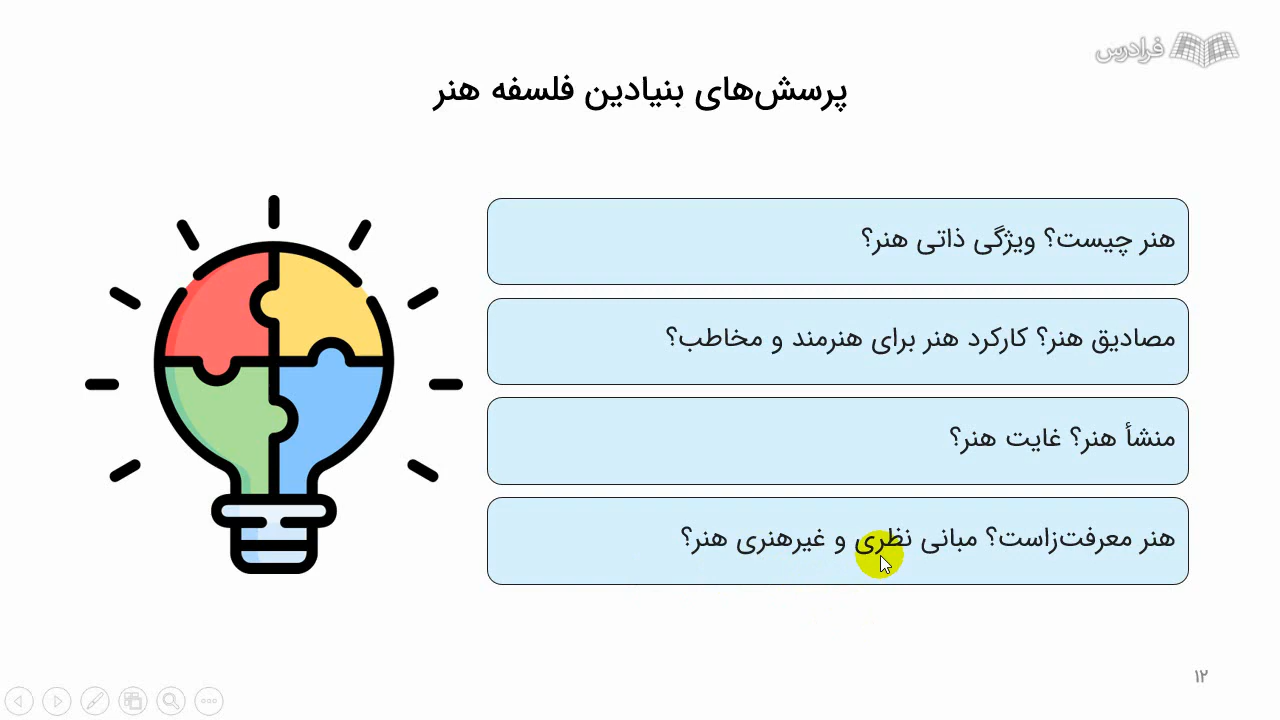 فرادرس
پرسش‌های بنیادین فلسفه هنر
هنر چیست؟ ویژگی ذاتی هنر؟
مصادیق هنر؟ کارکرد هنر برای هنرمند و مخاطب؟
منشأ هنر؟ غایت هنر؟
هنر معرفت‌زاست؟ مبانی نظری و غیرهنری هنر؟
۱۲